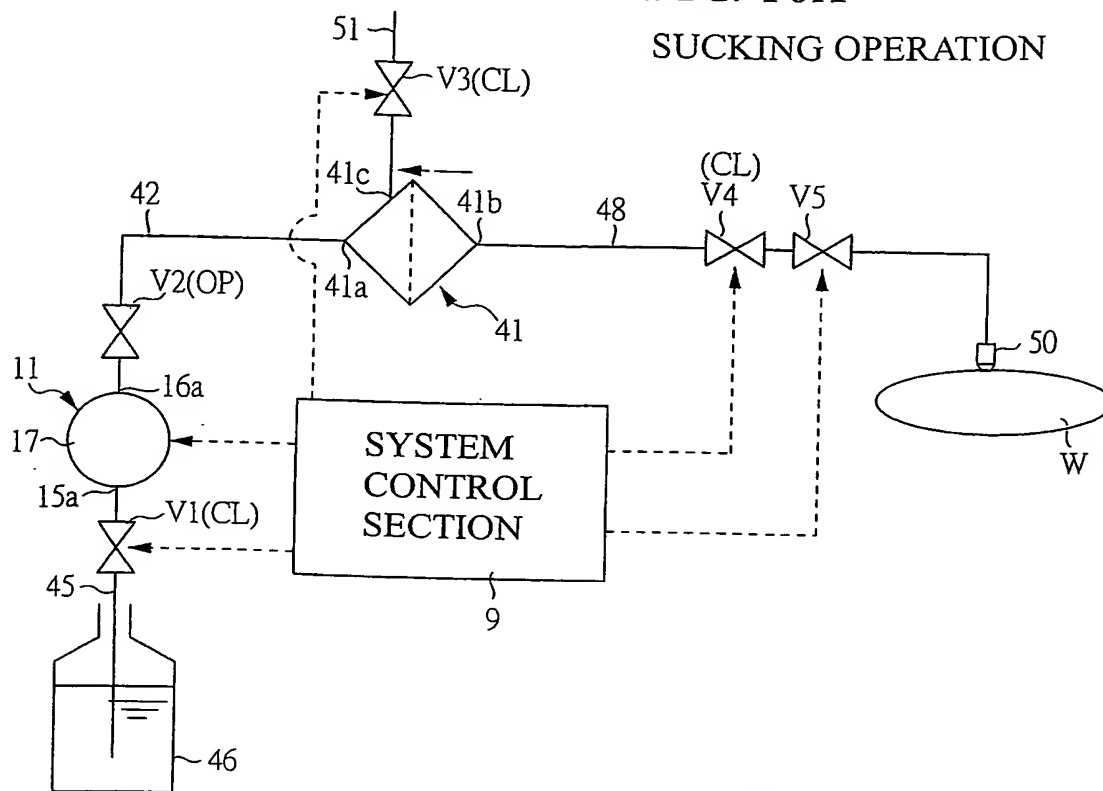 SUCKING OPERATION
51
V3(CL)
41c
(CL)
V4
V5
42
41b
48
41a
V2(OP)
41
50
11
16a
17
SYSTEM
CONTROL
SECTION
W
15a
V1(CL)
45
9
46